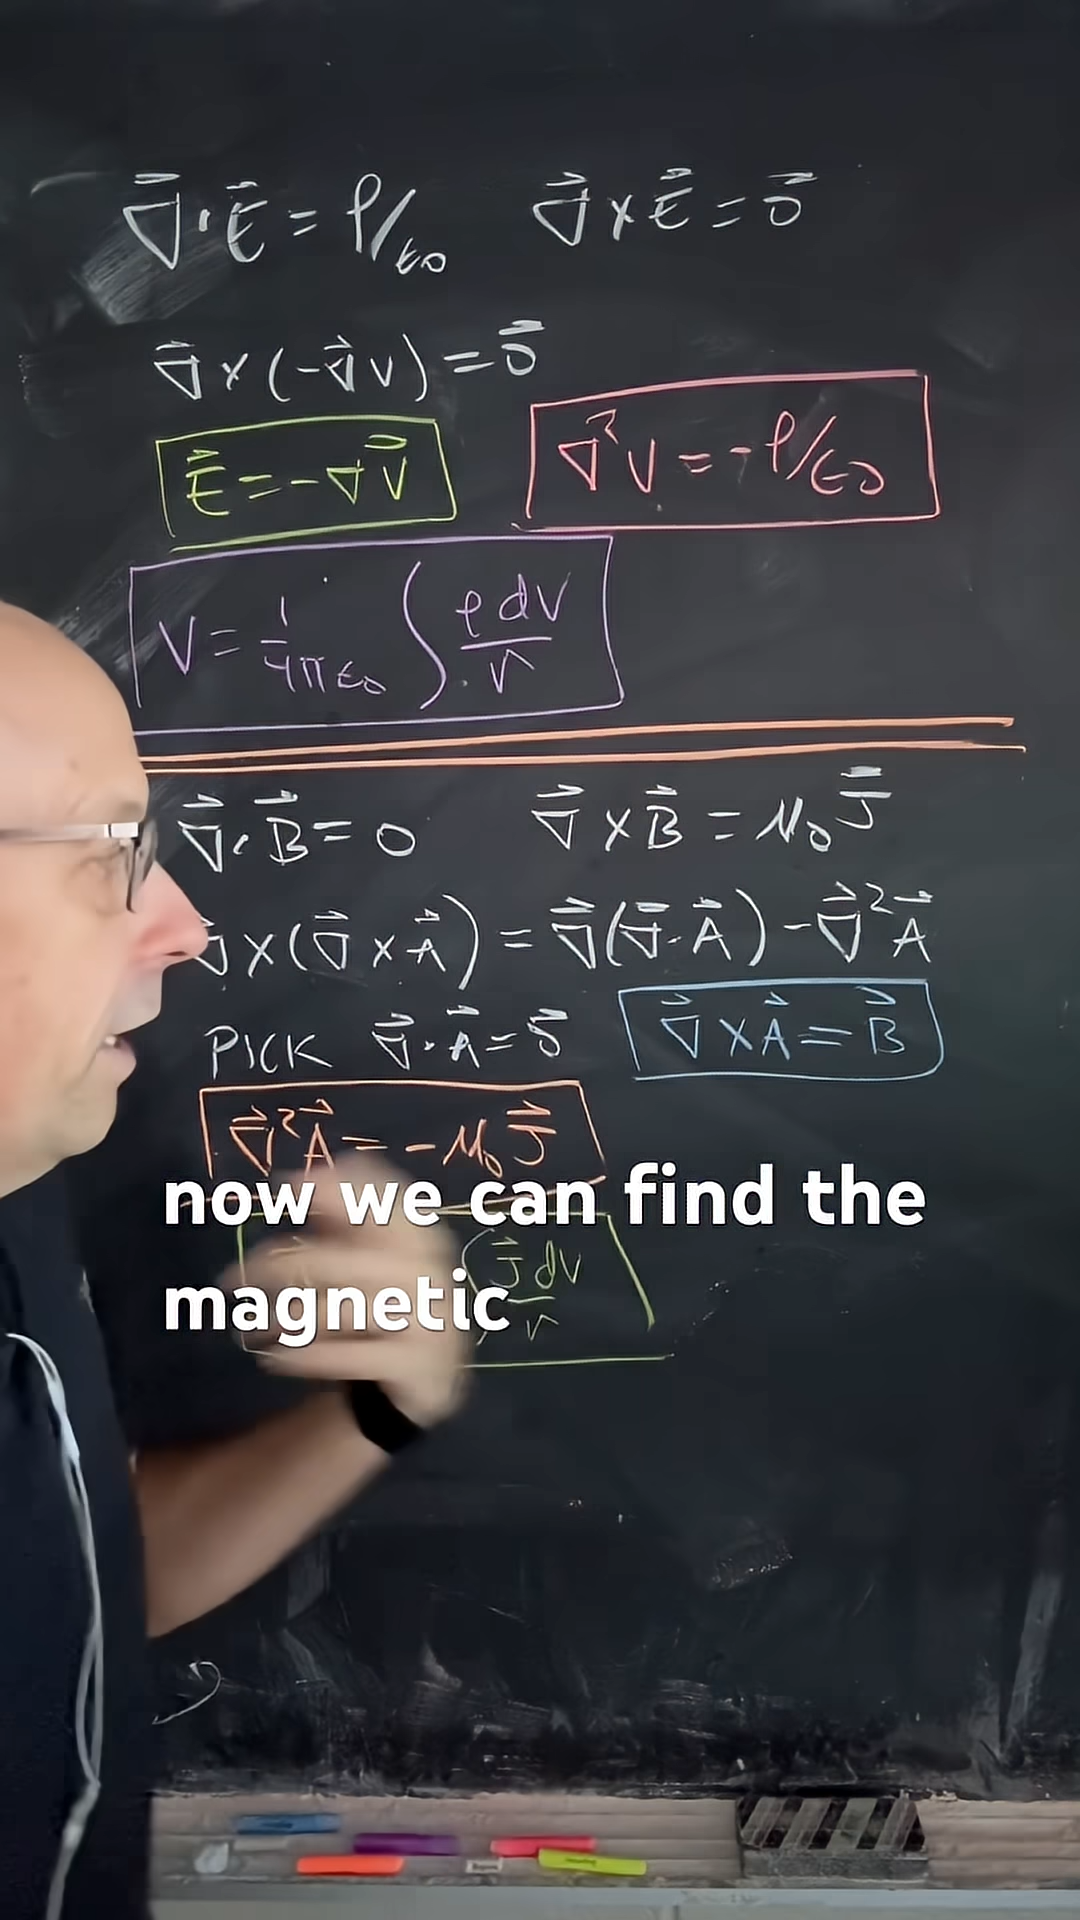 ∇⃗·E⃗ = ρ/ε₀   ∇⃗×E⃗ = 0⃗
∇⃗×(-∇⃗V) = 0⃗
E⃗ = -∇V⃗   ∇²V = -ρ/ε₀
V = 1/4πε₀ ∫ ρdV/r
∇⃗·B⃗ = 0   ∇⃗×B⃗ = μ₀J⃗
∇⃗×(∇⃗×A⃗) = ∇⃗(∇⃗·A⃗) - ∇⃗²A⃗
PICK ∇⃗·A⃗ = 0⃗   ∇⃗×A⃗ = B⃗
∇⃗²A⃗ = -μ₀J⃗
now we can find the
∫ J⃗dV/r
magnetic